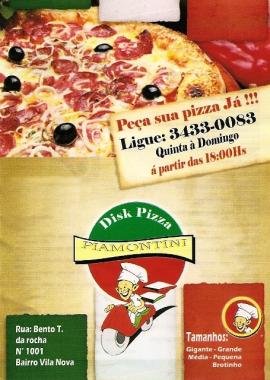 Peça sua pizza Já !!!
Ligue: 3433-0083
Quinta à Domingo
á partir das 18:00Hs
Disk Pizza
PIAMONTINI
Rua: Bento T.
da rocha
N° 1001
Bairro Vila Nova
Tamanhos:
Gigante - Grande
Média - Pequena
Brotinho